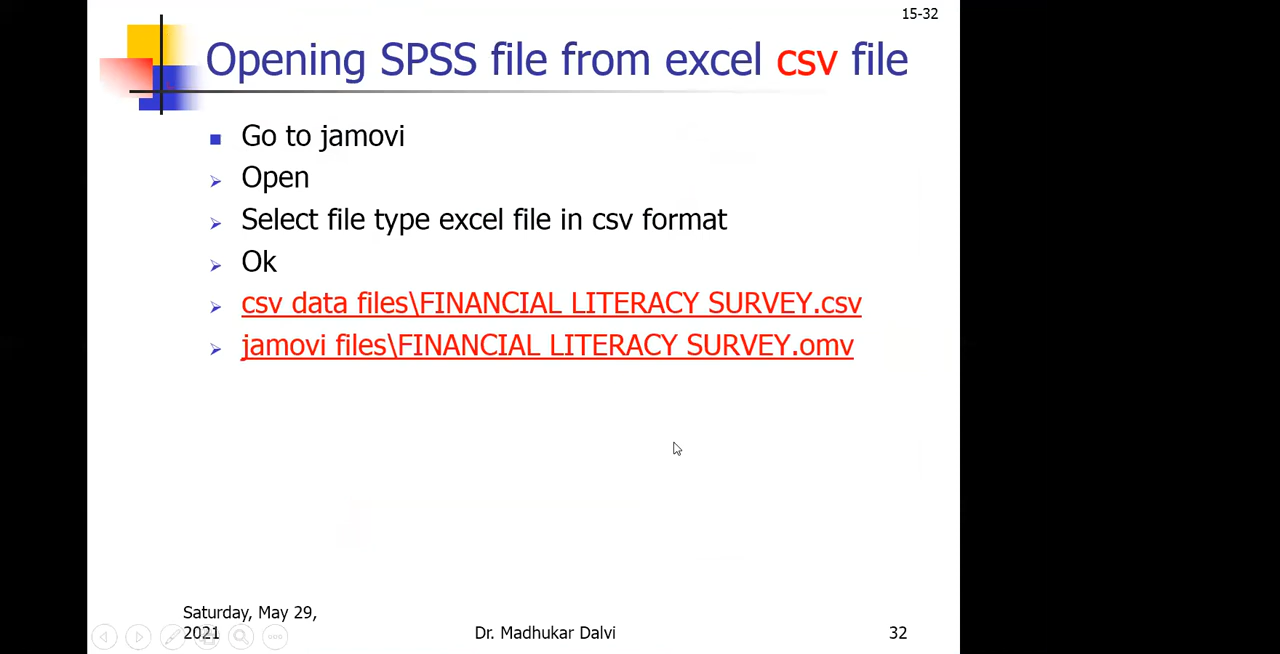 15-32
Opening SPSS file from excel csv file
Go to jamovi
Open
Select file type excel file in csv format
Ok
csv data files\FINANCIAL LITERACY SURVEY.csv
jamovi files\FINANCIAL LITERACY SURVEY.omv
Saturday, May 29,
2021
Dr. Madhukar Dalvi
32